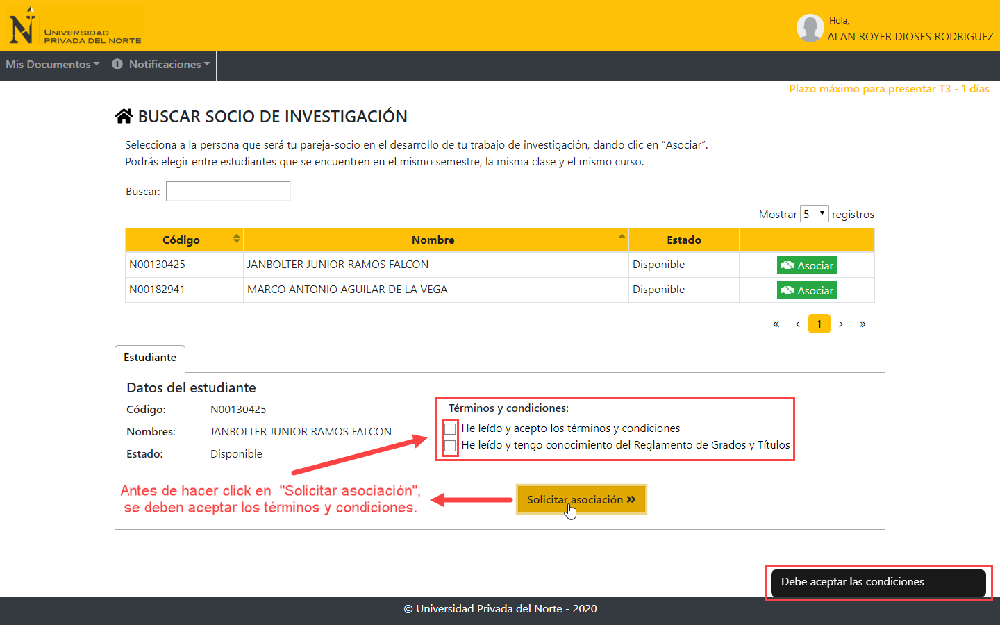 UNIVERSIDAD
PRIVADA DEL NORTE
Hola,
ALAN ROYER DIOSES RODRIGUEZ
Mis Documentos
Notificaciones
Plazo máximo para presentar T3 - 1 días
BUSCAR SOCIO DE INVESTIGACIÓN
Selecciona a la persona que será tu pareja-socio en el desarrollo de tu trabajo de investigación, dando clic en “Asociar”.
Podrás elegir entre estudiantes que se encuentren en el mismo semestre, la misma clase y el mismo curso.
Buscar:
Mostrar 5 registros
Código Nombre Estado
N00130425 JANBOLTER JUNIOR RAMOS FALCON Disponible Asociar
N00182941 MARCO ANTONIO AGUILAR DE LA VEGA Disponible Asociar
« ‹ 1 › »
Estudiante
Datos del estudiante
Código: N00130425
Nombres: JANBOLTER JUNIOR RAMOS FALCON
Estado: Disponible
Términos y condiciones:
He leído y acepto los términos y condiciones
He leído y tengo conocimiento del Reglamento de Grados y Títulos
Antes de hacer click en "Solicitar asociación",
se deben aceptar los términos y condiciones.
Solicitar asociación »
Debe aceptar las condiciones
© Universidad Privada del Norte - 2020